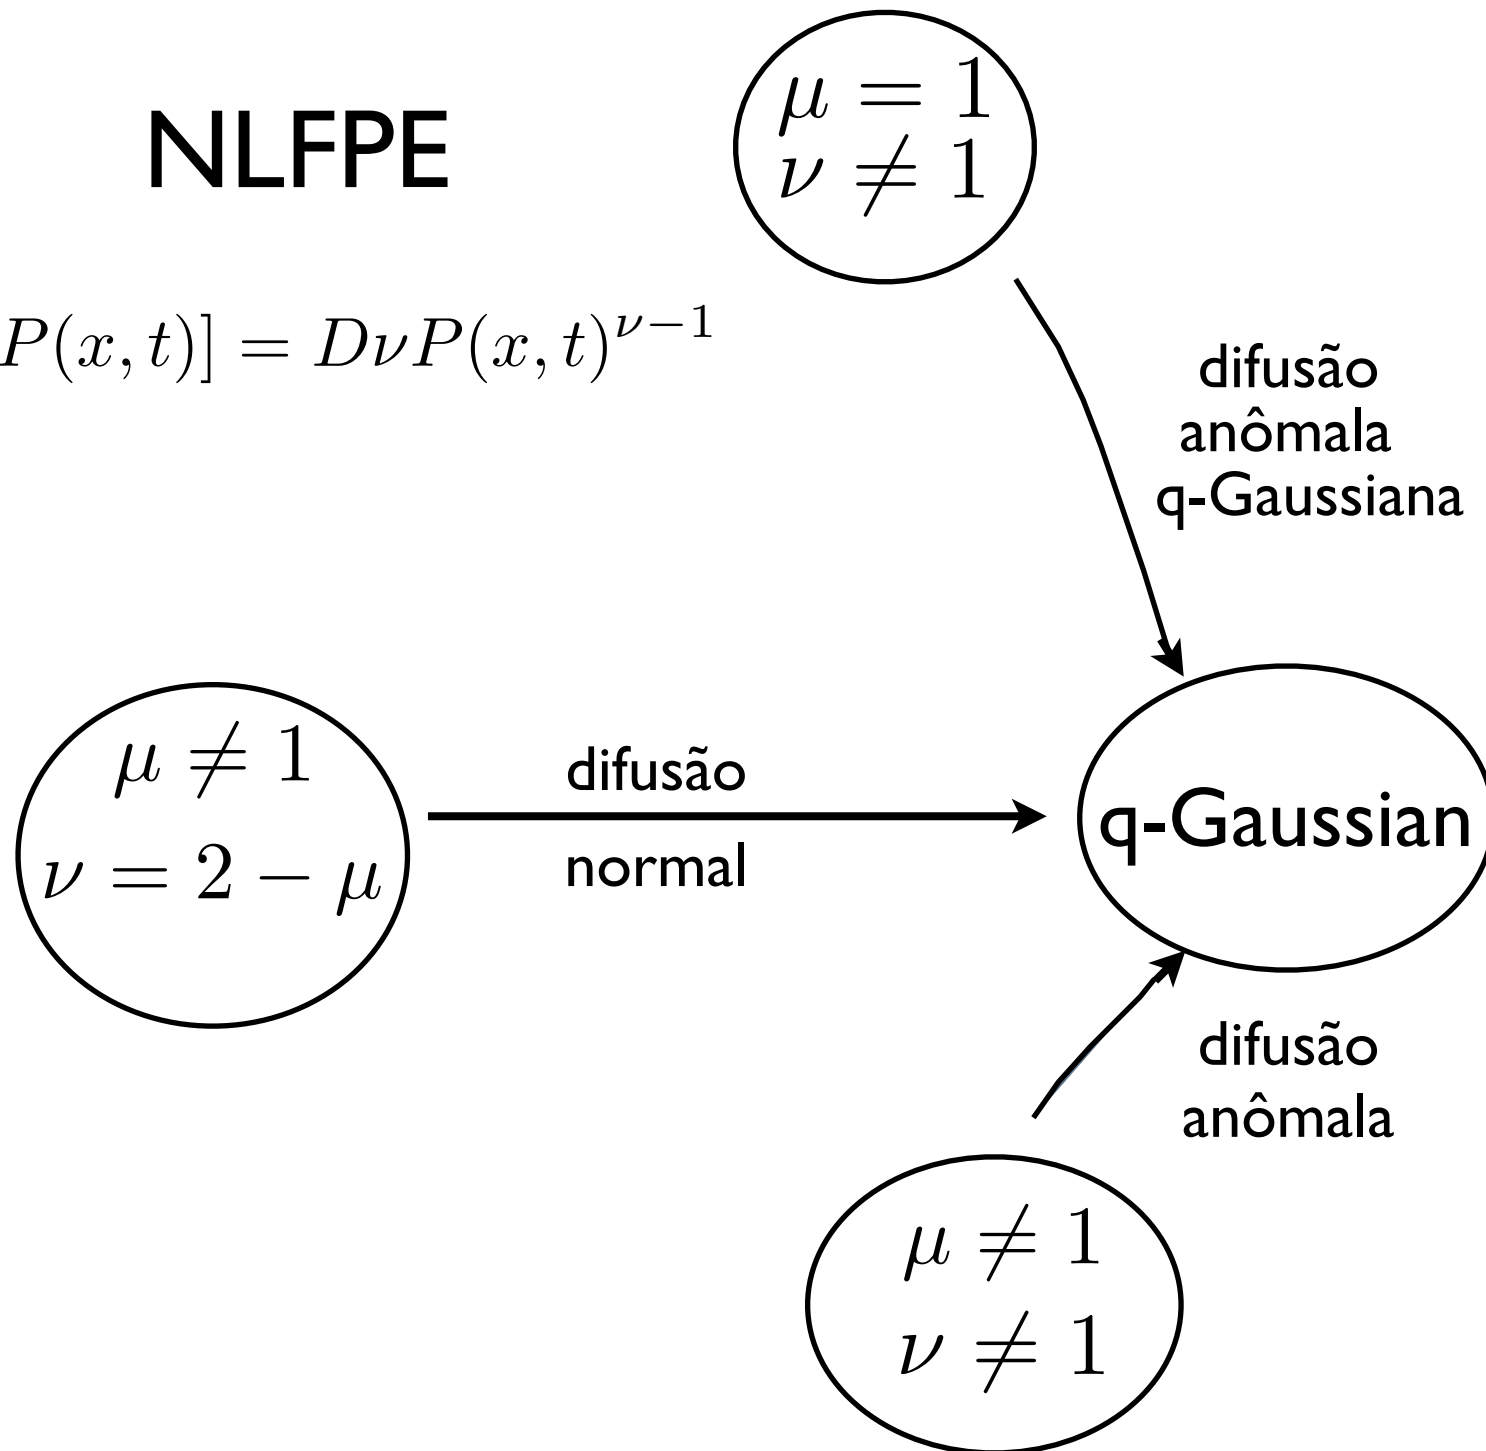 NLFPE
P(x, t)] = DνP(x, t)^{ν−1}
μ = 1
ν ≠ 1
difusão
anômala
q-Gaussiana
μ ≠ 1
ν = 2 − μ
difusão
normal
q-Gaussian
difusão
anômala
μ ≠ 1
ν ≠ 1